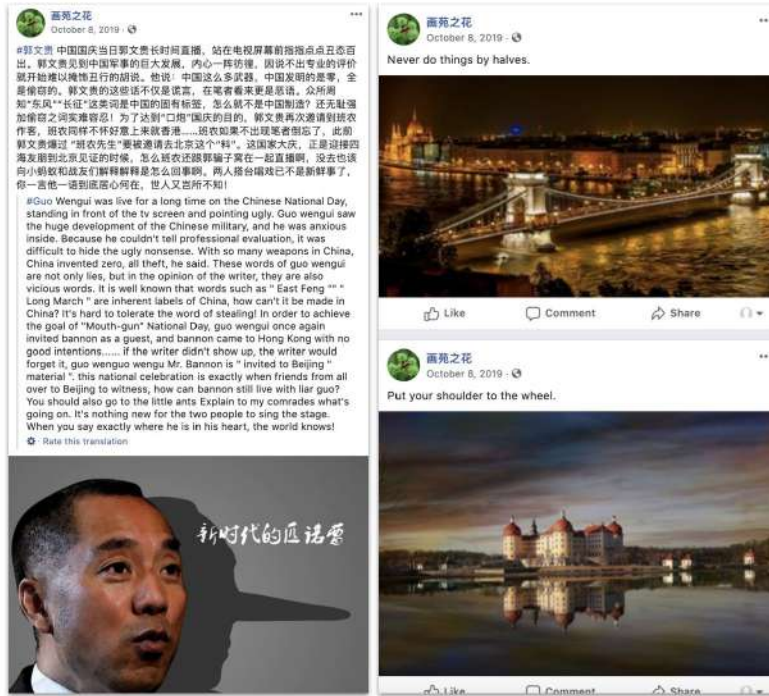 画苑之花
October 8, 2019 ·
#郭文贵 中国国庆当日郭文贵长时间直播，站在电视屏幕前指指点点丑态百
出。郭文贵见到中国军事的巨大发展，内心一阵彷徨，因说不出专业的评价
就开始难以掩饰丑行的胡说。他说：中国这么多武器，中国发明的是零，全
是偷窃的。郭文贵的这些话不仅是谎言，在笔者看来更是恶语。众所周
知“东风”“长征”这类词是中国的固有标签，怎么就不是中国制造？还无耻强
加偷窃之词实难容忍！为了达到“口炮”国庆的目的，郭文贵再次邀请到班农
作客，班农同样不怀好意上来就香港......班农如果不出现笔者倒忘了，此前
郭文贵爆过 “班农先生”要被邀请去北京这个“料”。这国家大庆，正是迎接四
海友朋到北京见证的时候，怎么班农还跟郭骗子窝在一起直播啊，没去也该
向小蚂蚁和战友们解释解释是怎么回事啊。两人搭台唱戏已不是新鲜事了，
你一言他一语到底居心何在，世人又岂所不知！
#Guo Wengui was live for a long time on the Chinese National Day,
standing in front of the tv screen and pointing ugly. Guo wengui saw
the huge development of the Chinese military, and he was anxious
inside. Because he couldn't tell professional evaluation, it was
difficult to hide the ugly nonsense. With so many weapons in China,
China invented zero, all theft, he said. These words of guo wengui
are not only lies, but in the opinion of the writer, they are also
vicious words. It is well known that words such as " East Feng "" "
Long March " are inherent labels of China, how can't it be made in
China? It's hard to tolerate the word of stealing! In order to achieve
the goal of "Mouth-gun" National Day, guo wengui once again
invited bannon as a guest, and bannon came to Hong Kong with no
good intentions...... if the writer didn't show up, the writer would
forget it, guo wenguo wengu Mr. Bannon is " invited to Beijing "
material ". this national celebration is exactly when friends from all
over to Beijing to witness, how can bannon still live with liar guo?
You should also go to the little ants Explain to my comrades what's
going on. It's nothing new for the two people to sing the stage.
When you say exactly where he is in his heart, the world knows!
· Rate this translation
新时代的匹诺曹
画苑之花
October 8, 2019 ·
Never do things by halves.
Like Comment Share
画苑之花
October 8, 2019 ·
Put your shoulder to the wheel.
Like Comment Share